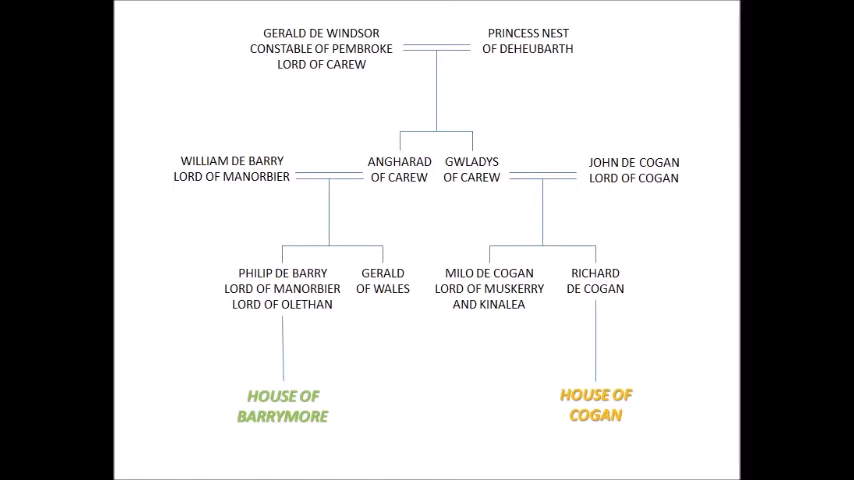 GERALD DE WINDSOR
CONSTABLE OF PEMBROKE
LORD OF CAREW
PRINCESS NEST
OF DEHEUBARTH
WILLIAM DE BARRY
LORD OF MANORBIER
ANGHARAD
OF CAREW
GWLADYS
OF CAREW
JOHN DE COGAN
LORD OF COGAN
PHILIP DE BARRY
LORD OF MANORBIER
LORD OF OLETHAN
GERALD
OF WALES
MILO DE COGAN
LORD OF MUSKERRY
AND KINALEA
RICHARD
DE COGAN
HOUSE OF
BARRYMORE
HOUSE OF
COGAN